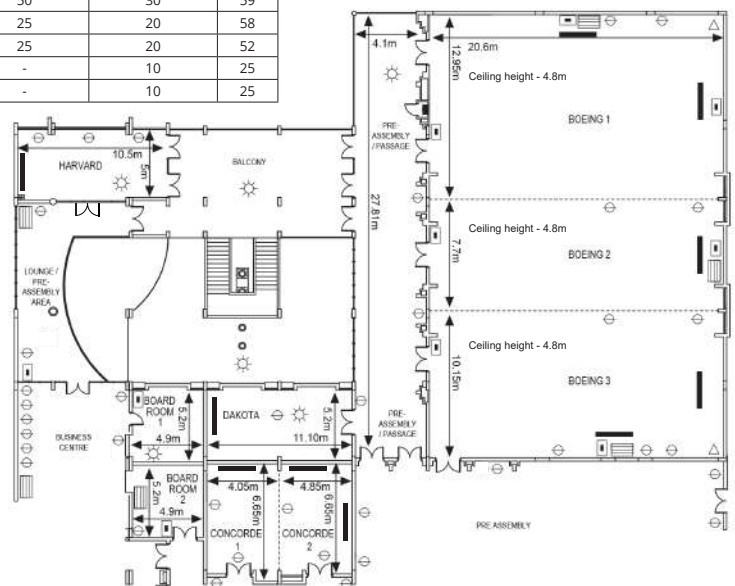 50 30 59
25 20 58
25 20 52
- 10 25
- 10 25
4.1m
20.6m
12.95m
Ceiling height - 4.8m
BOEING 1
PRE-
ASSEMBLY
/ PASSAGE
10.5m
5m
HARVARD
BALCONY
27.81m
Ceiling height - 4.8m
7.7m
BOEING 2
LOUNGE /
PRE-
ASSEMBLY
AREA
Ceiling height - 4.8m
10.15m
BOEING 3
BOARD
ROOM
1
5.2m
4.9m
DAKOTA
5.2m
11.10m
PRE-
ASSEMBLY
/ PASSAGE
BUSINESS
CENTRE
BOARD
ROOM
2
5.2m
4.9m
4.05m
6.65m
4.85m
6.65m
CONCORDE
1
CONCORDE
2
PRE ASSEMBLY